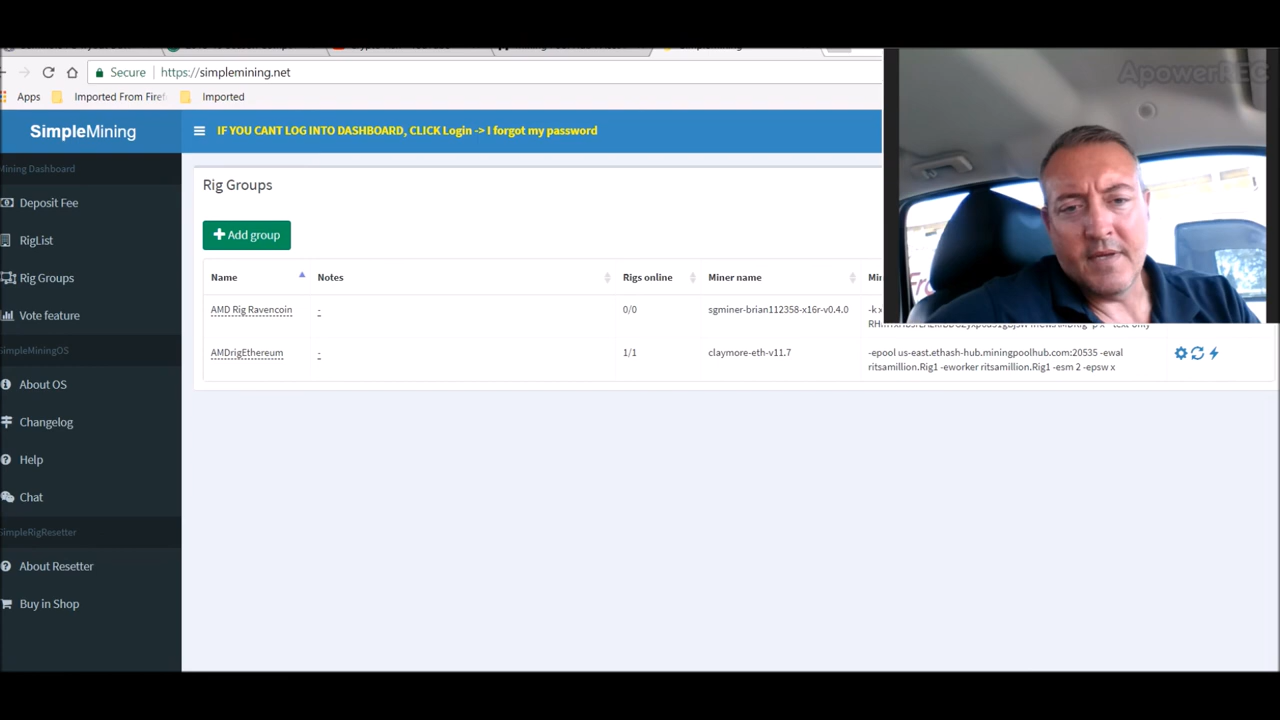 ApowerREC
Secure https://simplemining.net
Apps Imported From Firef Imported
SimpleMining
IF YOU CANT LOG INTO DASHBOARD, CLICK Login -> I forgot my password
Mining Dashboard
Deposit Fee
RigList
Rig Groups
Vote feature
SimpleMiningOS
About OS
Changelog
Help
Chat
SimpleRigResetter
About Resetter
Buy in Shop
Rig Groups
Add group
Name Notes Rigs online Miner name
AMD Rig Ravencoin - 0/0 sgminer-brian112358-x16r-v0.4.0
AMDrigEthereum - 1/1 claymore-eth-v11.7 -epool us-east.ethash-hub.miningpoolhub.com:20535 -ewal
ritsamillion.Rig1 -eworker ritsamillion.Rig1 -esm 2 -epsw x